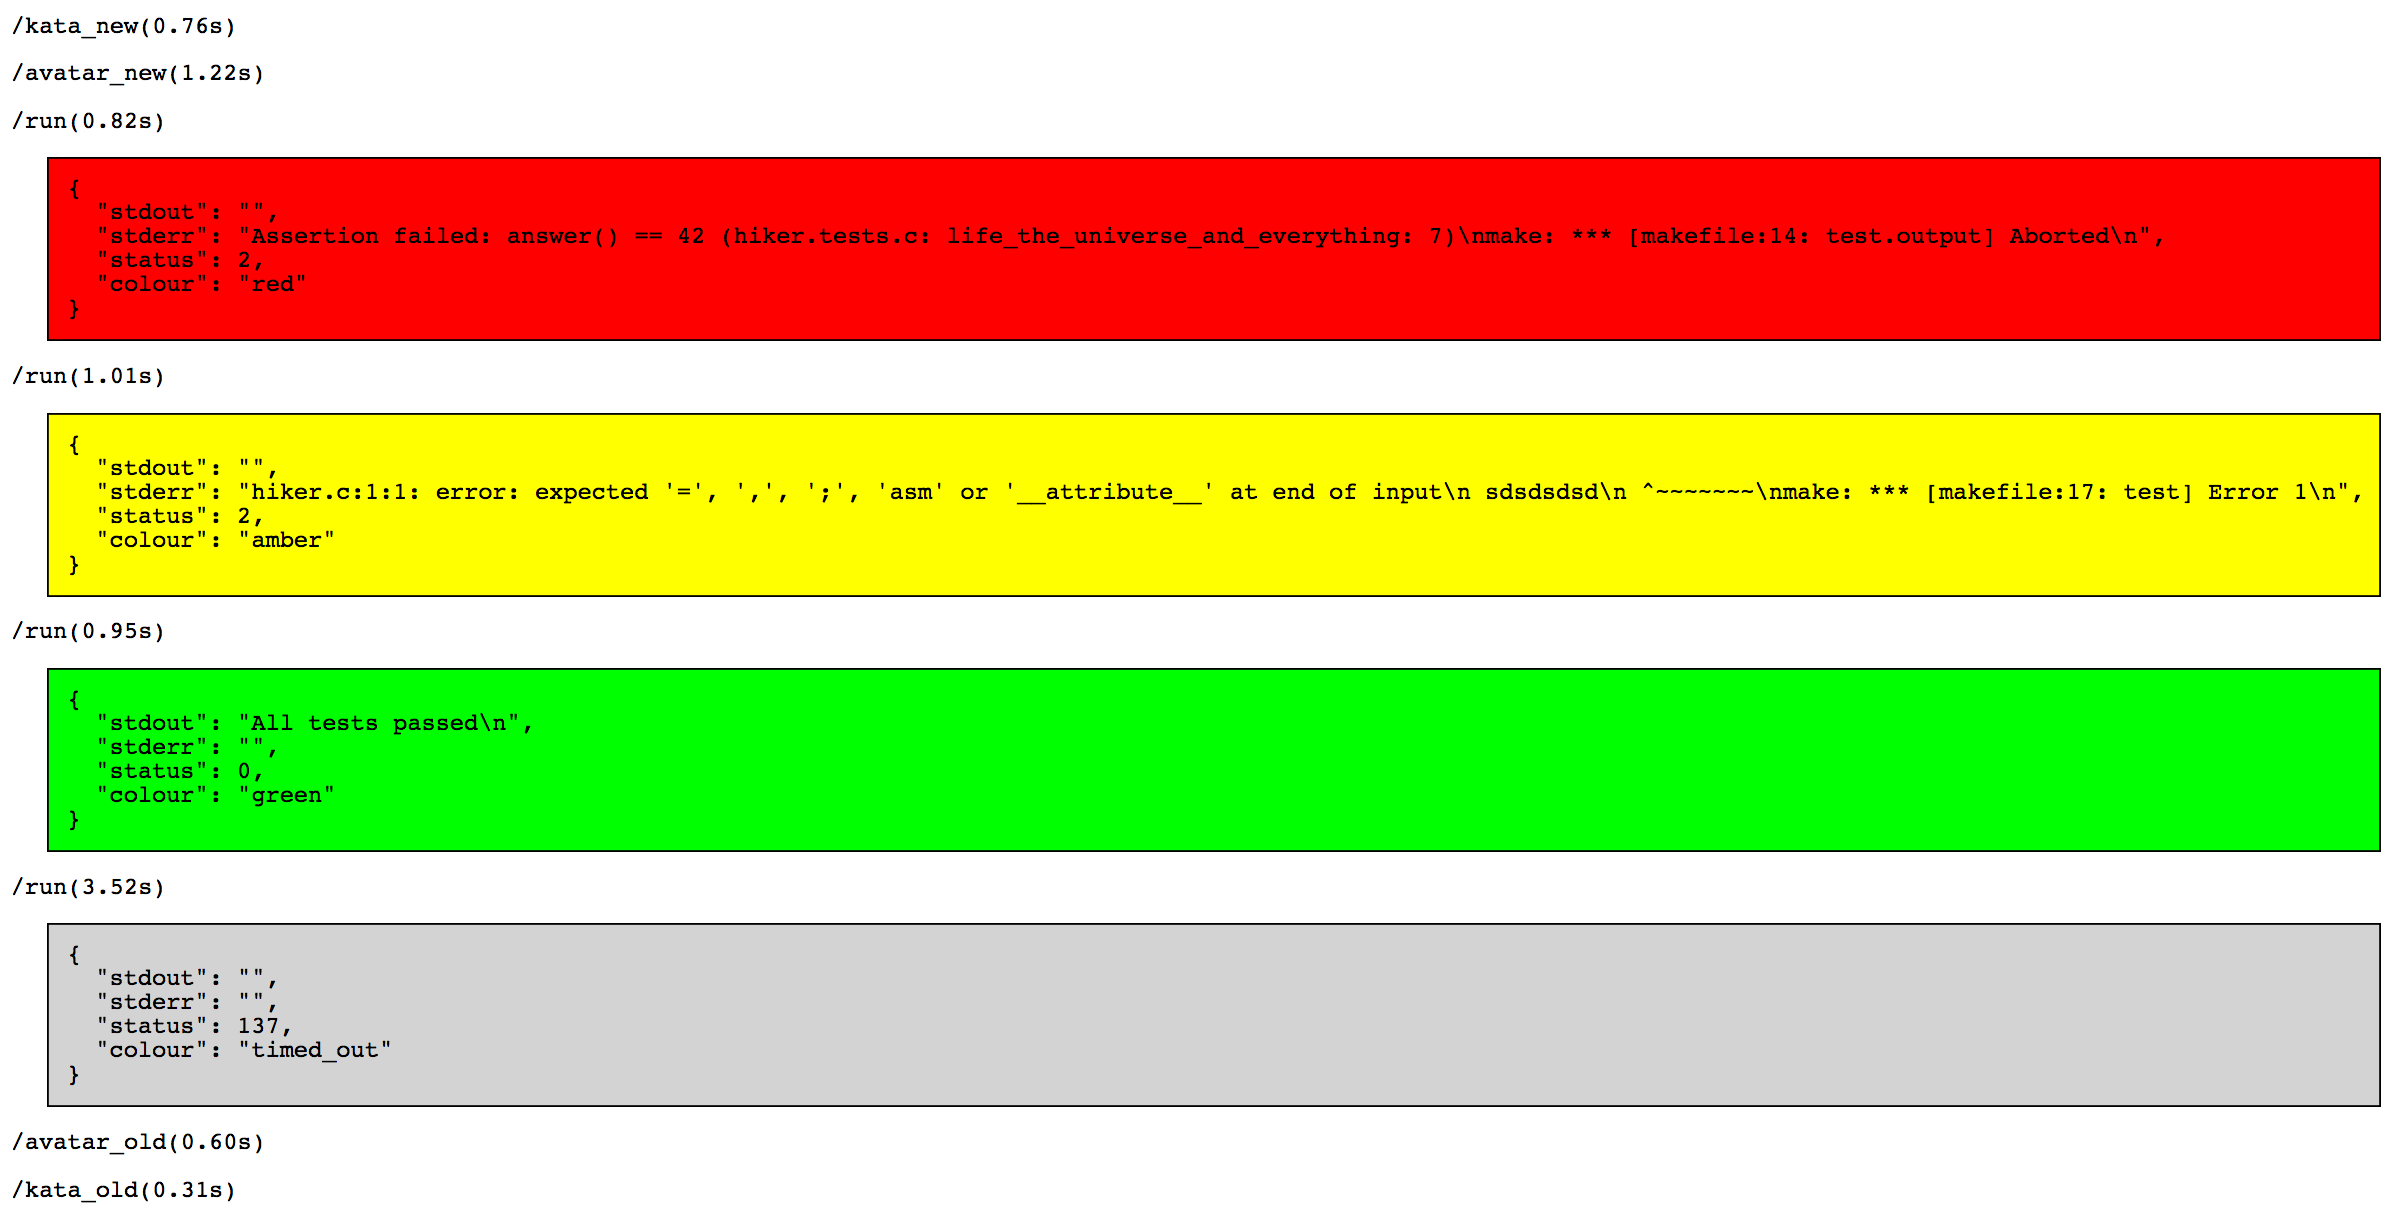 /kata_new(0.76s)
/avatar_new(1.22s)
/run(0.82s)
{
  "stdout": "",
  "stderr": "Assertion failed: answer() == 42 (hiker.tests.c: life_the_universe_and_everything: 7)\nmake: *** [makefile:14: test.output] Aborted\n",
  "status": 2,
  "colour": "red"
}
/run(1.01s)
{
  "stdout": "",
  "stderr": "hiker.c:1:1: error: expected '=', ',', ';', 'asm' or '__attribute__' at end of input\n sdsdsdsd\n ^~~~~~~~\nmake: *** [makefile:17: test] Error 1\n",
  "status": 2,
  "colour": "amber"
}
/run(0.95s)
{
  "stdout": "All tests passed\n",
  "stderr": "",
  "status": 0,
  "colour": "green"
}
/run(3.52s)
{
  "stdout": "",
  "stderr": "",
  "status": 137,
  "colour": "timed_out"
}
/avatar_old(0.60s)
/kata_old(0.31s)